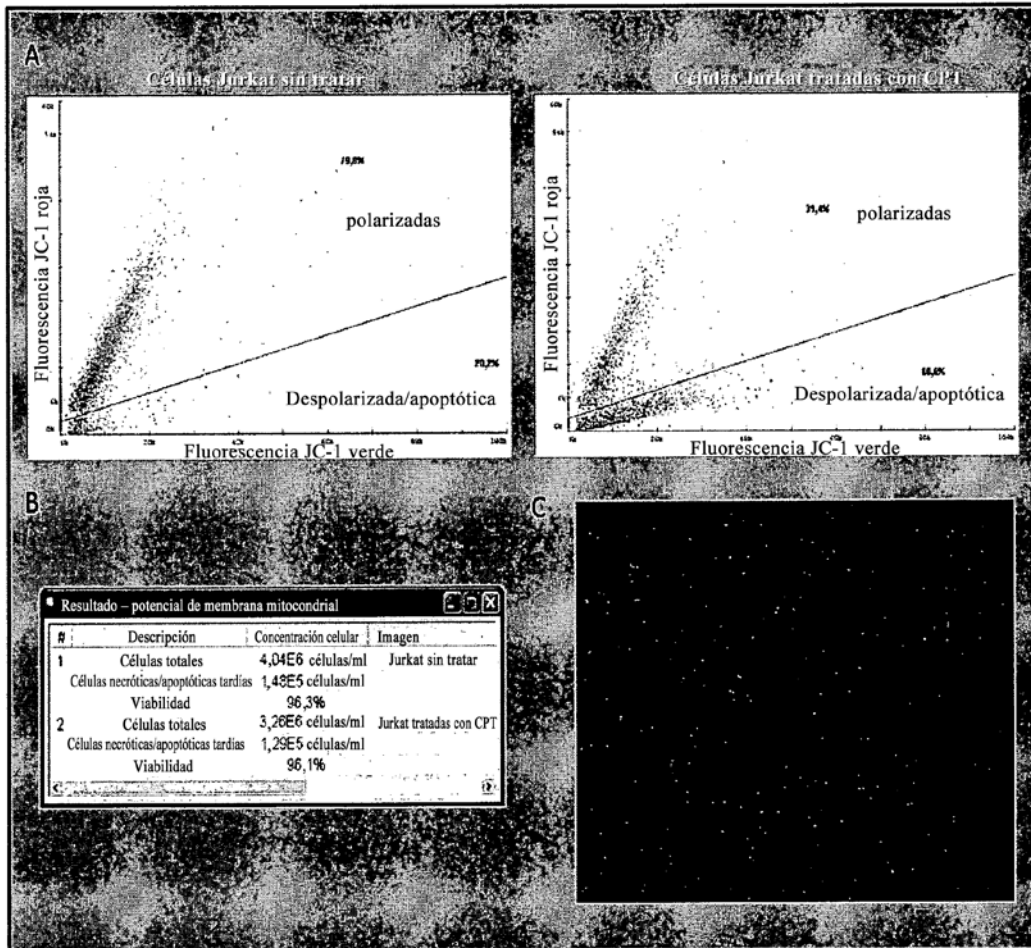 A
Células Jurkat sin tratar
Células Jurkat tratadas con CPT
Fluorescencia JC-1 roja
polarizadas
Despolarizada/apoptótica
Fluorescencia JC-1 verde
Fluorescencia JC-1 roja
polarizadas
Despolarizada/apoptótica
Fluorescencia JC-1 verde
B
Resultado – potencial de membrana mitocondrial
# Descripción Concentración celular Imagen
1 Células totales 4,04E6 células/ml Jurkat sin tratar
Células necróticas/apoptóticas tardías 1,48E5 células/ml
Viabilidad 96,3%
2 Células totales 3,26E6 células/ml Jurkat tratadas con CPT
Células necróticas/apoptóticas tardías 1,29E5 células/ml
Viabilidad 96,1%
C